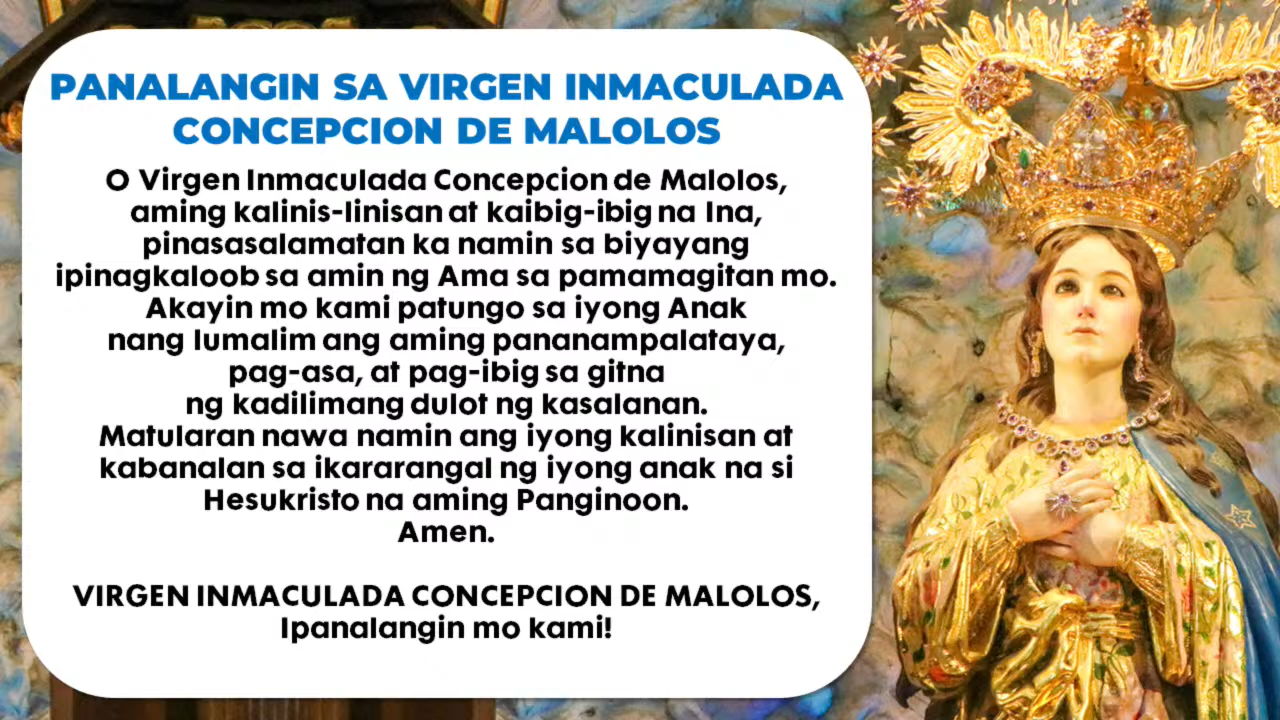 PANALANGIN SA VIRGEN INMACULADA
CONCEPCION DE MALOLOS
O Virgen Inmaculada Concepcion de Malolos,
aming kalinis-linisan at kaibig-ibig na Ina,
pinasasalamatan ka namin sa biyayang
ipinagkaloob sa amin ng Ama sa pamamagitan mo.
Akayin mo kami patungo sa iyong Anak
nang lumalim ang aming pananampalataya,
pag-asa, at pag-ibig sa gitna
ng kadilimang dulot ng kasalanan.
Matularan nawa namin ang iyong kalinisan at
kabanalan sa ikararangal ng iyong anak na si
Hesukristo na aming Panginoon.
Amen.
VIRGEN INMACULADA CONCEPCION DE MALOLOS,
Ipanalangin mo kami!